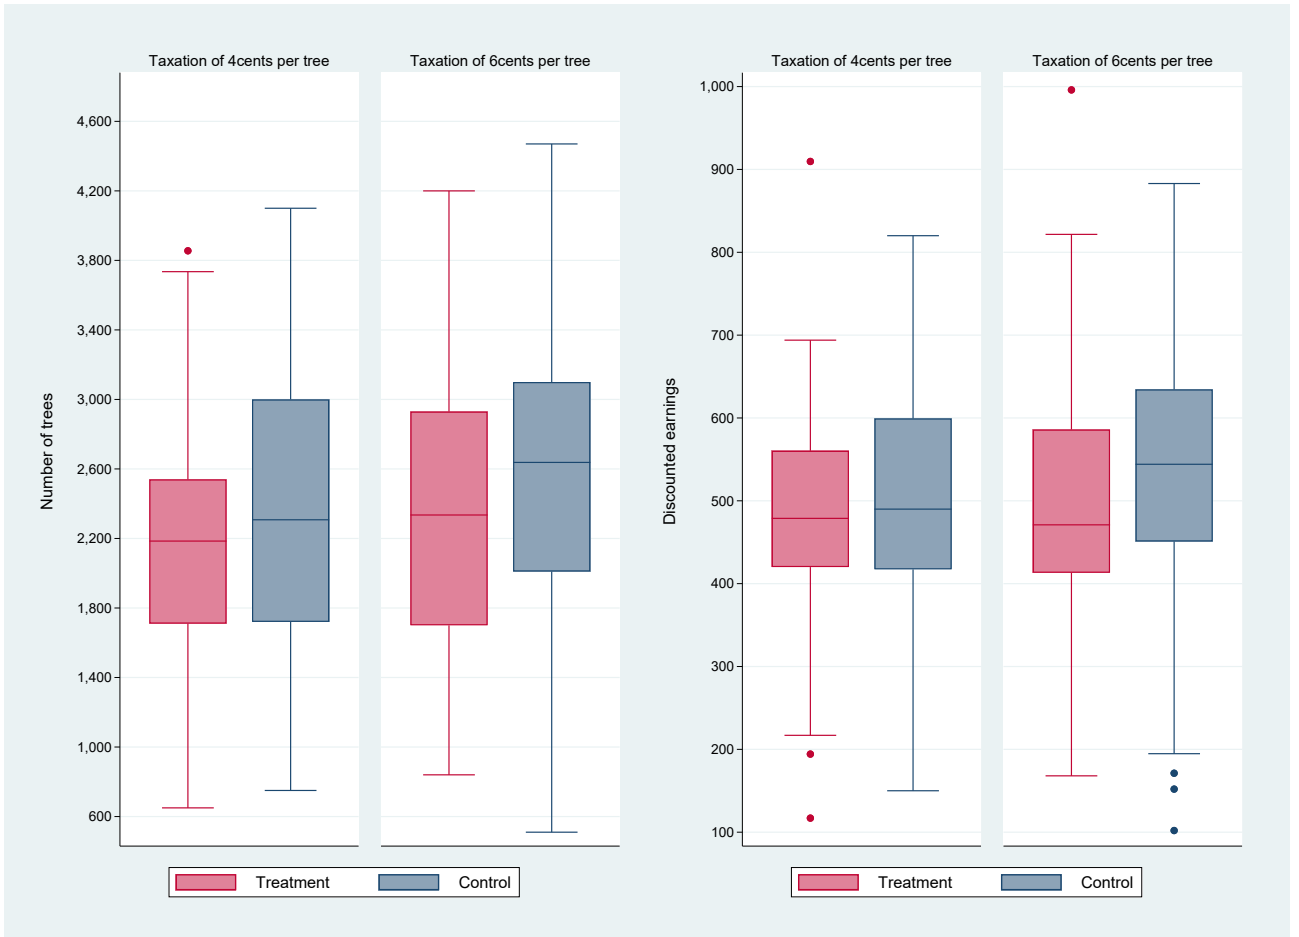 Taxation of 4cents per tree
Taxation of 6cents per tree
4,600
4,200
3,800
3,400
3,000
2,600
2,200
1,800
1,400
1,000
600
Number of trees
Treatment
Control
Taxation of 4cents per tree
Taxation of 6cents per tree
1,000
900
800
700
600
500
400
300
200
100
Discounted earnings
Treatment
Control